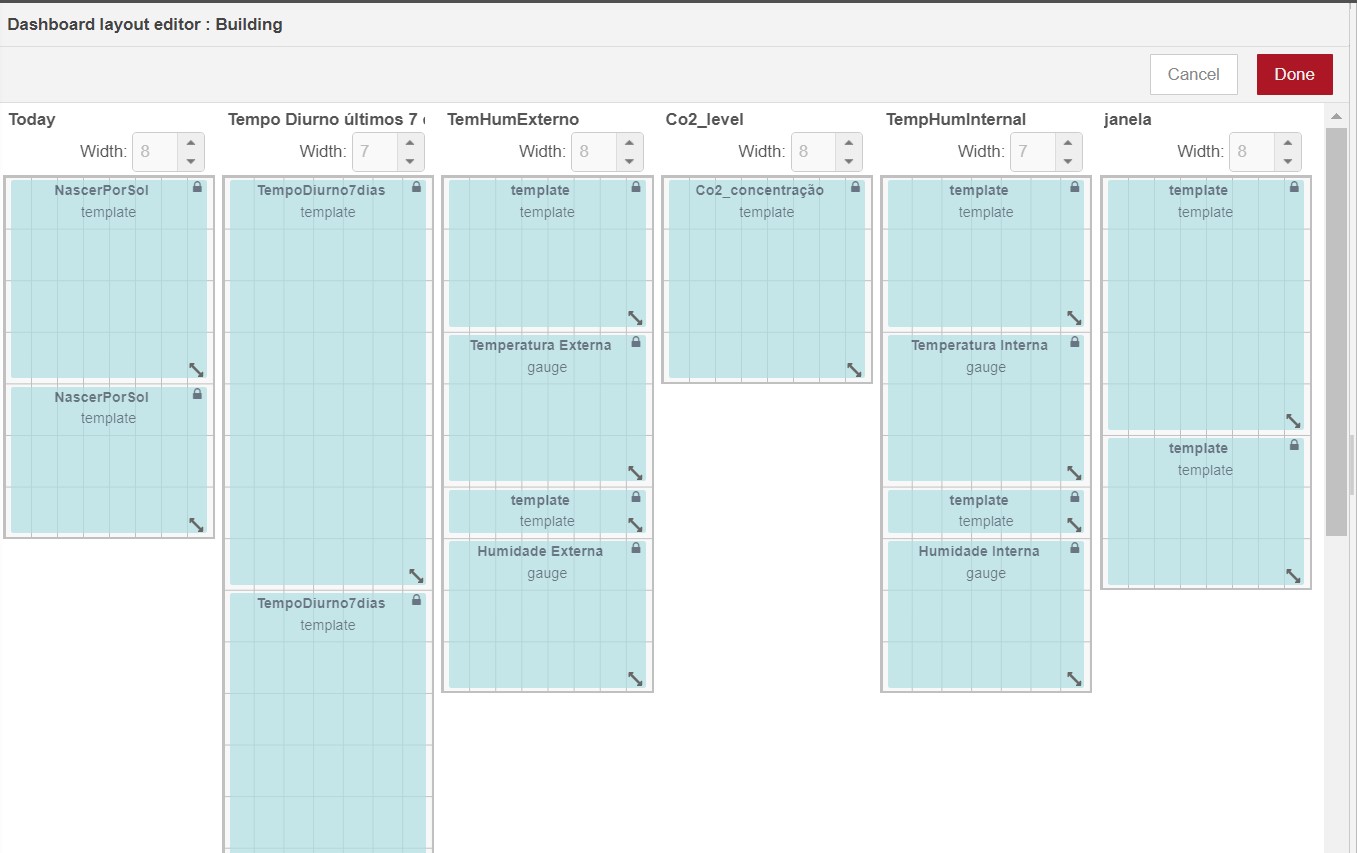 Dashboard layout editor : Building
Cancel
Done
Today
Width: 8
NascerPorSol
template
NascerPorSol
template
Tempo Diurno últimos 7
Width: 7
TempoDiurno7dias
template
TempoDiurno7dias
template
TemHumExterno
Width: 8
template
template
Temperatura Externa
gauge
template
template
Humidade Externa
gauge
Co2_level
Width: 8
Co2_concentração
template
TempHumInternal
Width: 7
template
template
Temperatura Interna
gauge
template
template
Humidade Interna
gauge
janela
Width: 8
template
template
template
template